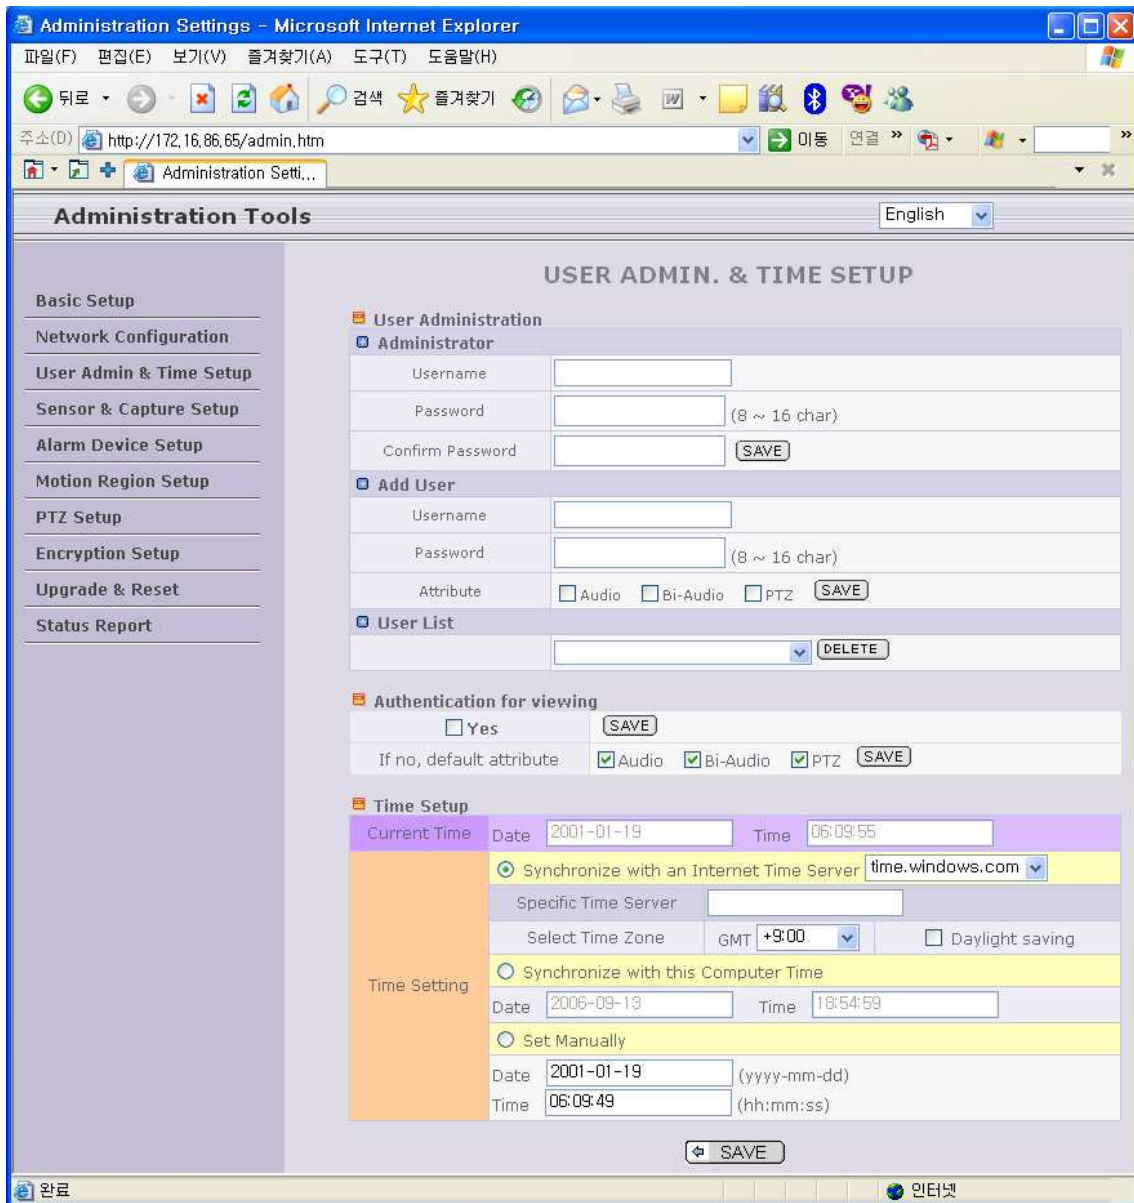 Administration Settings - Microsoft Internet Explorer
파일(F) 편집(E) 보기(V) 즐겨찾기(A) 도구(T) 도움말(H)
뒤로 검색 즐겨찾기
주소(D) http://172.16.86.65/admin.htm 이동 연결 »
Administration Setti...
Administration Tools English
USER ADMIN. & TIME SETUP
Basic Setup
Network Configuration
User Admin & Time Setup
Sensor & Capture Setup
Alarm Device Setup
Motion Region Setup
PTZ Setup
Encryption Setup
Upgrade & Reset
Status Report
User Administration
Administrator
Username
Password (8 ~ 16 char)
Confirm Password SAVE
Add User
Username
Password (8 ~ 16 char)
Attribute Audio Bi-Audio PTZ SAVE
User List
DELETE
Authentication for viewing
Yes SAVE
If no, default attribute Audio Bi-Audio PTZ SAVE
Time Setup
Current Time Date 2001-01-19 Time 06:09:55
Time Setting
Synchronize with an Internet Time Server time.windows.com
Specific Time Server
Select Time Zone GMT +9:00 Daylight saving
Synchronize with this Computer Time
Date 2006-09-13 Time 18:54:59
Set Manually
Date 2001-01-19 (yyyy-mm-dd)
Time 06:09:49 (hh:mm:ss)
SAVE
완료 인터넷